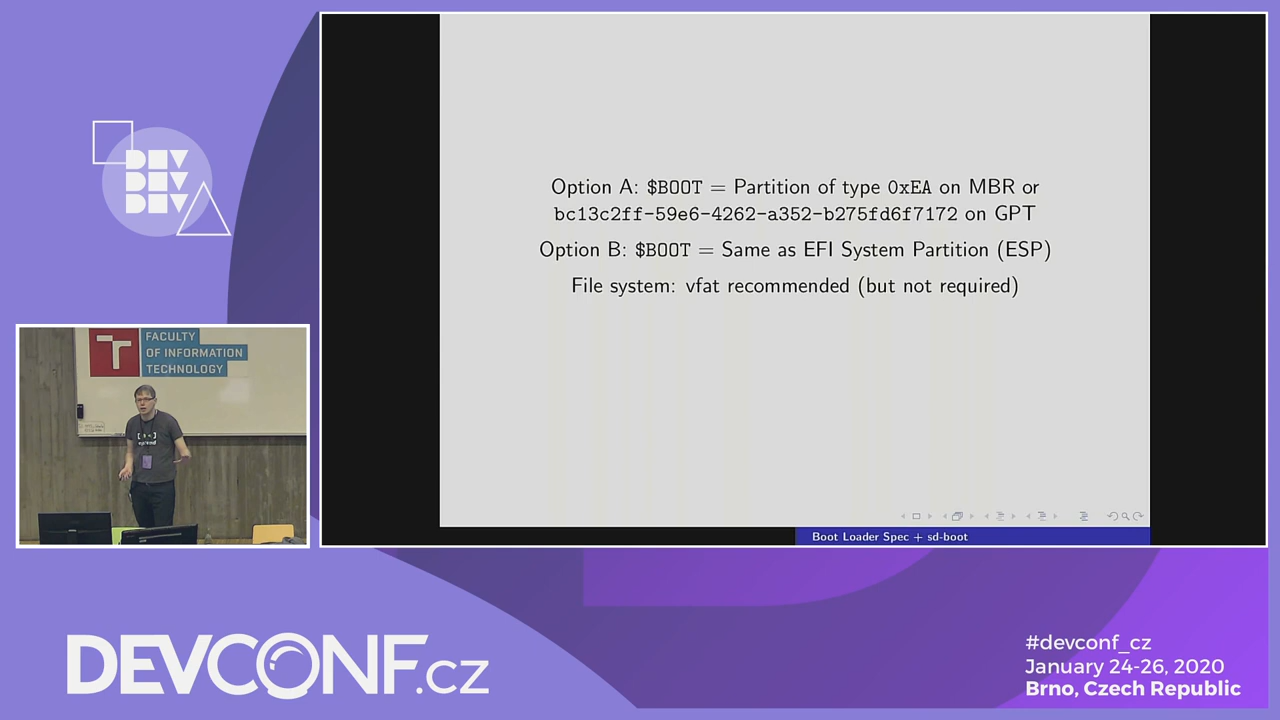 DEV
DEV
DEV
Option A: $BOOT = Partition of type 0xEA on MBR or
bc13c2ff-59e6-4262-a352-b275fd6f7172 on GPT
Option B: $BOOT = Same as EFI System Partition (ESP)
File system: vfat recommended (but not required)
Boot Loader Spec + sd-boot
T
FACULTY
OF INFORMATION
TECHNOLOGY
DEVCONF.cz
#devconf_cz
January 24-26, 2020
Brno, Czech Republic